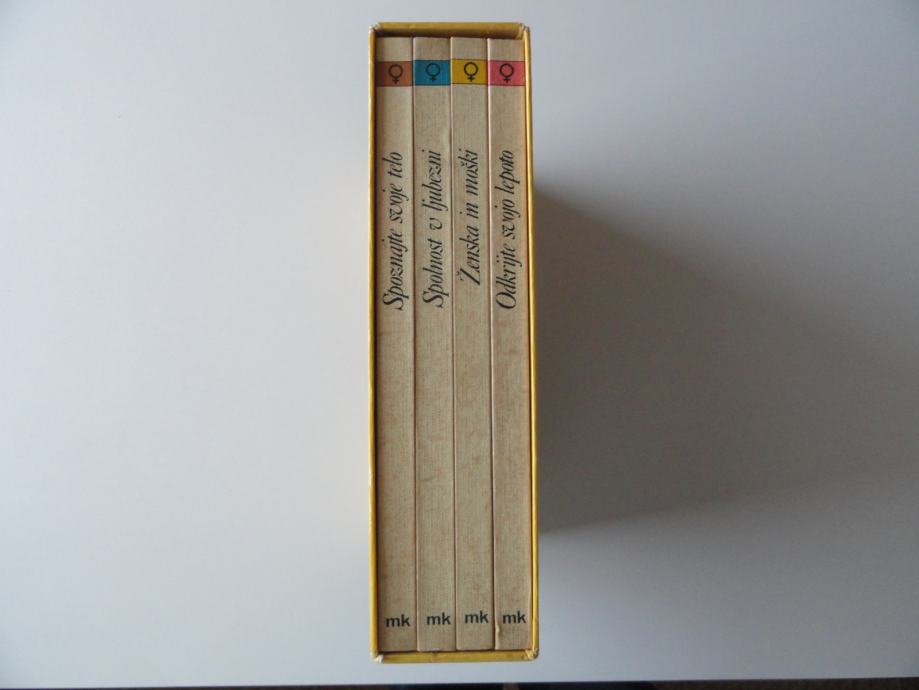 Spoznajte svoje telo
mk
Spolnost v ljubezni
mk
Ženska in moški
mk
Odkrijte svojo lepoto
mk